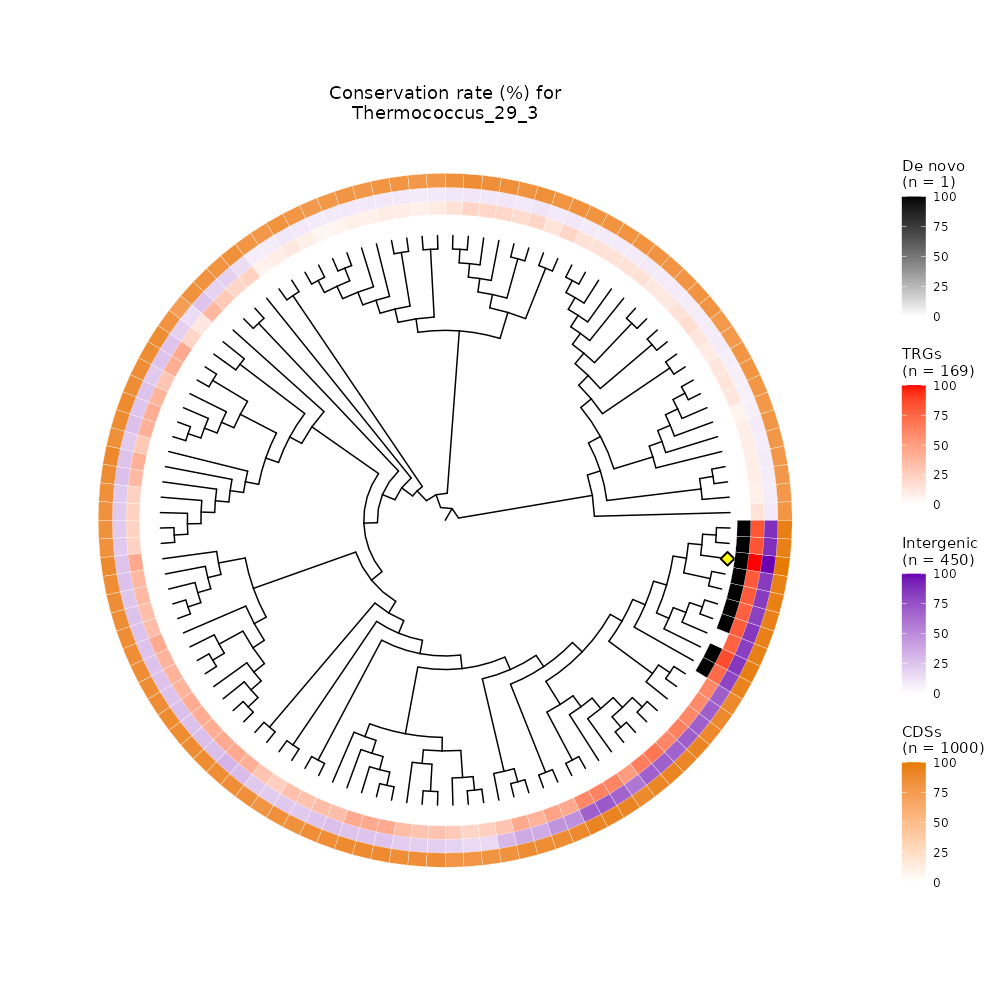 Conservation rate (%) for
Thermococcus_29_3
De novo
(n = 1)
100
75
50
25
0
TRGs
(n = 169)
100
75
50
25
0
Intergenic
(n = 450)
100
75
50
25
0
CDSs
(n = 1000)
100
75
50
25
0